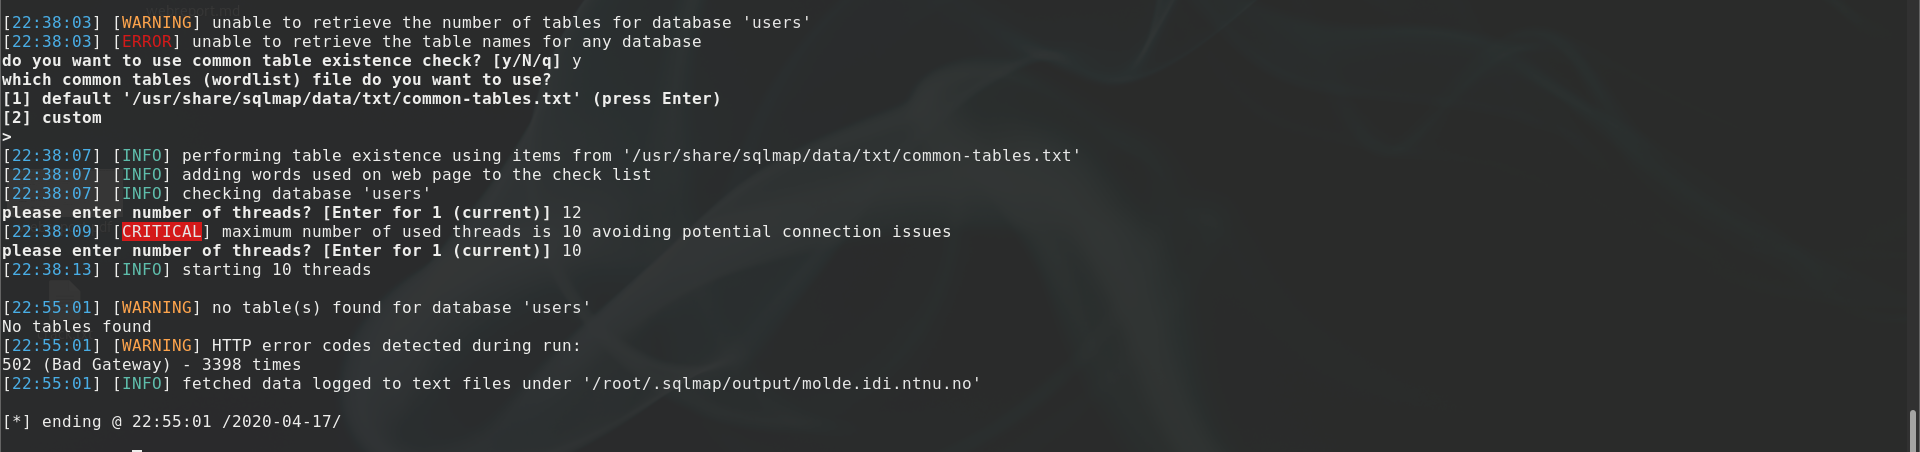 webreport.md
[22:38:03] [WARNING] unable to retrieve the number of tables for database 'users'
[22:38:03] [ERROR] unable to retrieve the table names for any database
do you want to use common table existence check? [y/N/q] y
which common tables (wordlist) file do you want to use?
[1] default '/usr/share/sqlmap/data/txt/common-tables.txt' (press Enter)
[2] custom
>
[22:38:07] [INFO] performing table existence using items from '/usr/share/sqlmap/data/txt/common-tables.txt'
[22:38:07] [INFO] adding words used on web page to the check list
[22:38:07] [INFO] checking database 'users'
please enter number of threads? [Enter for 1 (current)] 12
[22:38:09] [CRITICAL] maximum number of used threads is 10 avoiding potential connection issues
please enter number of threads? [Enter for 1 (current)] 10
[22:38:13] [INFO] starting 10 threads
[22:55:01] [WARNING] no table(s) found for database 'users'
No tables found
[22:55:01] [WARNING] HTTP error codes detected during run:
502 (Bad Gateway) - 3398 times
[22:55:01] [INFO] fetched data logged to text files under '/root/.sqlmap/output/molde.idi.ntnu.no'
[*] ending @ 22:55:01 /2020-04-17/